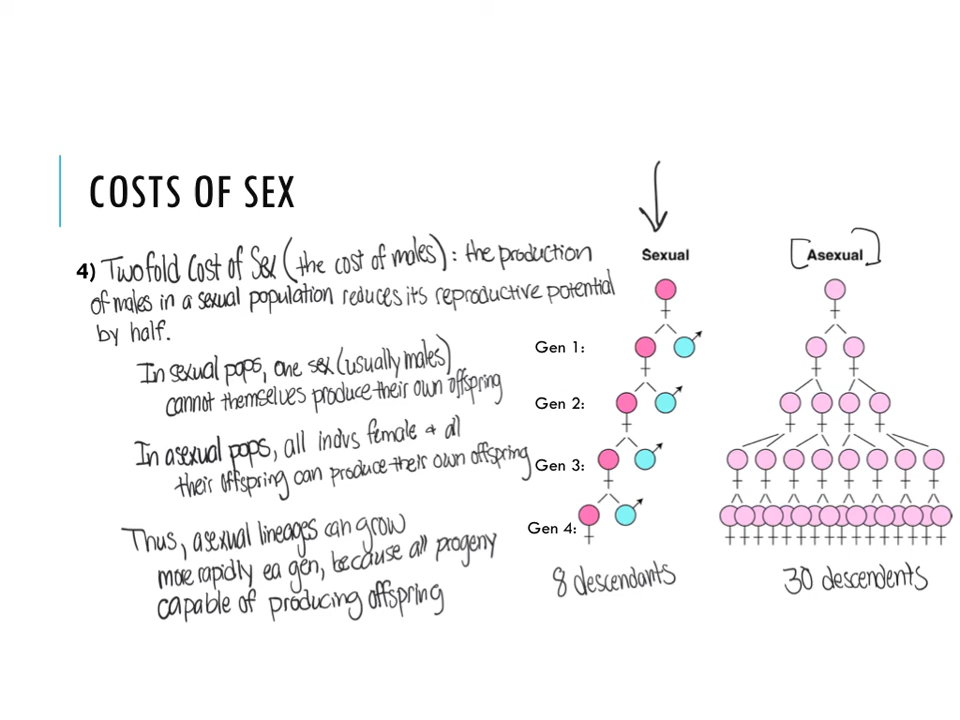 COSTS OF SEX
4) Twofold Cost of Sex (the cost of males): the production
of males in a sexual population reduces its reproductive potential
by half.
In sexual pops, one sex (usually males)
cannot themselves produce their own offspring
In asexual pops, all indvs female + all
their offspring can produce their own offspring
Thus, asexual lineages can grow
more rapidly ea gen, because all progeny
capable of producing offspring
Sexual
Asexual
Gen 1:
Gen 2:
Gen 3:
Gen 4:
8 descendants
30 descendents